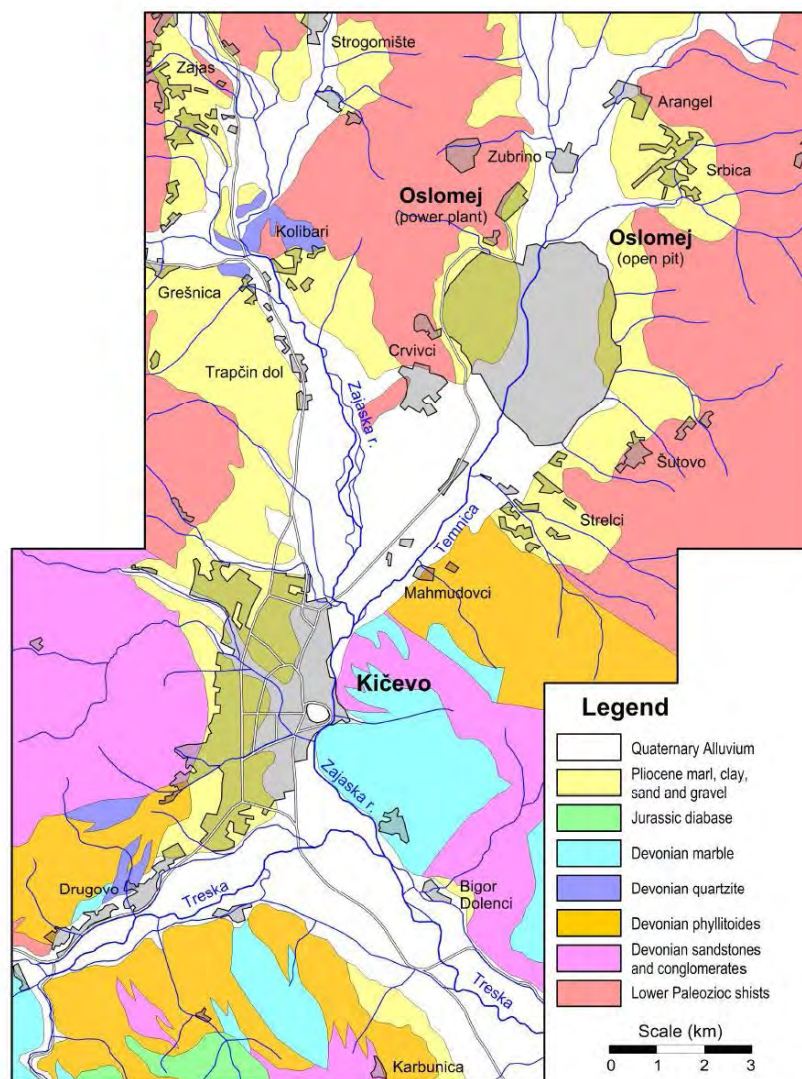 Strogomište
Zajas
Arangel
Zubrino
Srbica
Oslomej
(power plant)
Oslomej
(open pit)
Kolibari
Grešnica
Crvivci
Trapčin dol
Zajaska r.
Šutovo
Temnica
Strelci
Mahmudovci
Kičevo
Zajaska r.
Drugovo
Treska
Bigor
Dolenci
Treska
Karbunica
Legend
Quaternary Alluvium
Pliocene marl, clay,
sand and gravel
Jurassic diabase
Devonian marble
Devonian quartzite
Devonian phyllitoides
Devonian sandstones
and conglomerates
Lower Paleozioc shists
Scale (km)
0 1 2 3